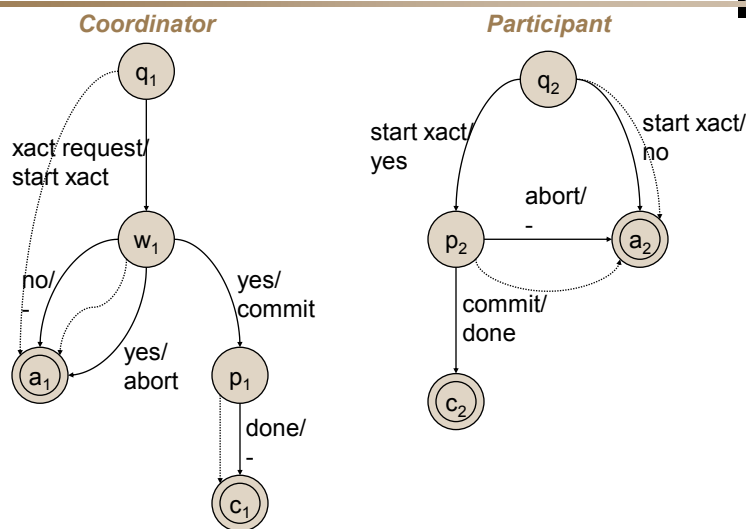 Coordinator
q1
xact request/
start xact
w1
no/
-
yes/
abort
yes/
commit
a1
p1
done/
-
c1
Participant
q2
start xact/
yes
start xact/
no
abort/
-
p2
a2
commit/
done
c2